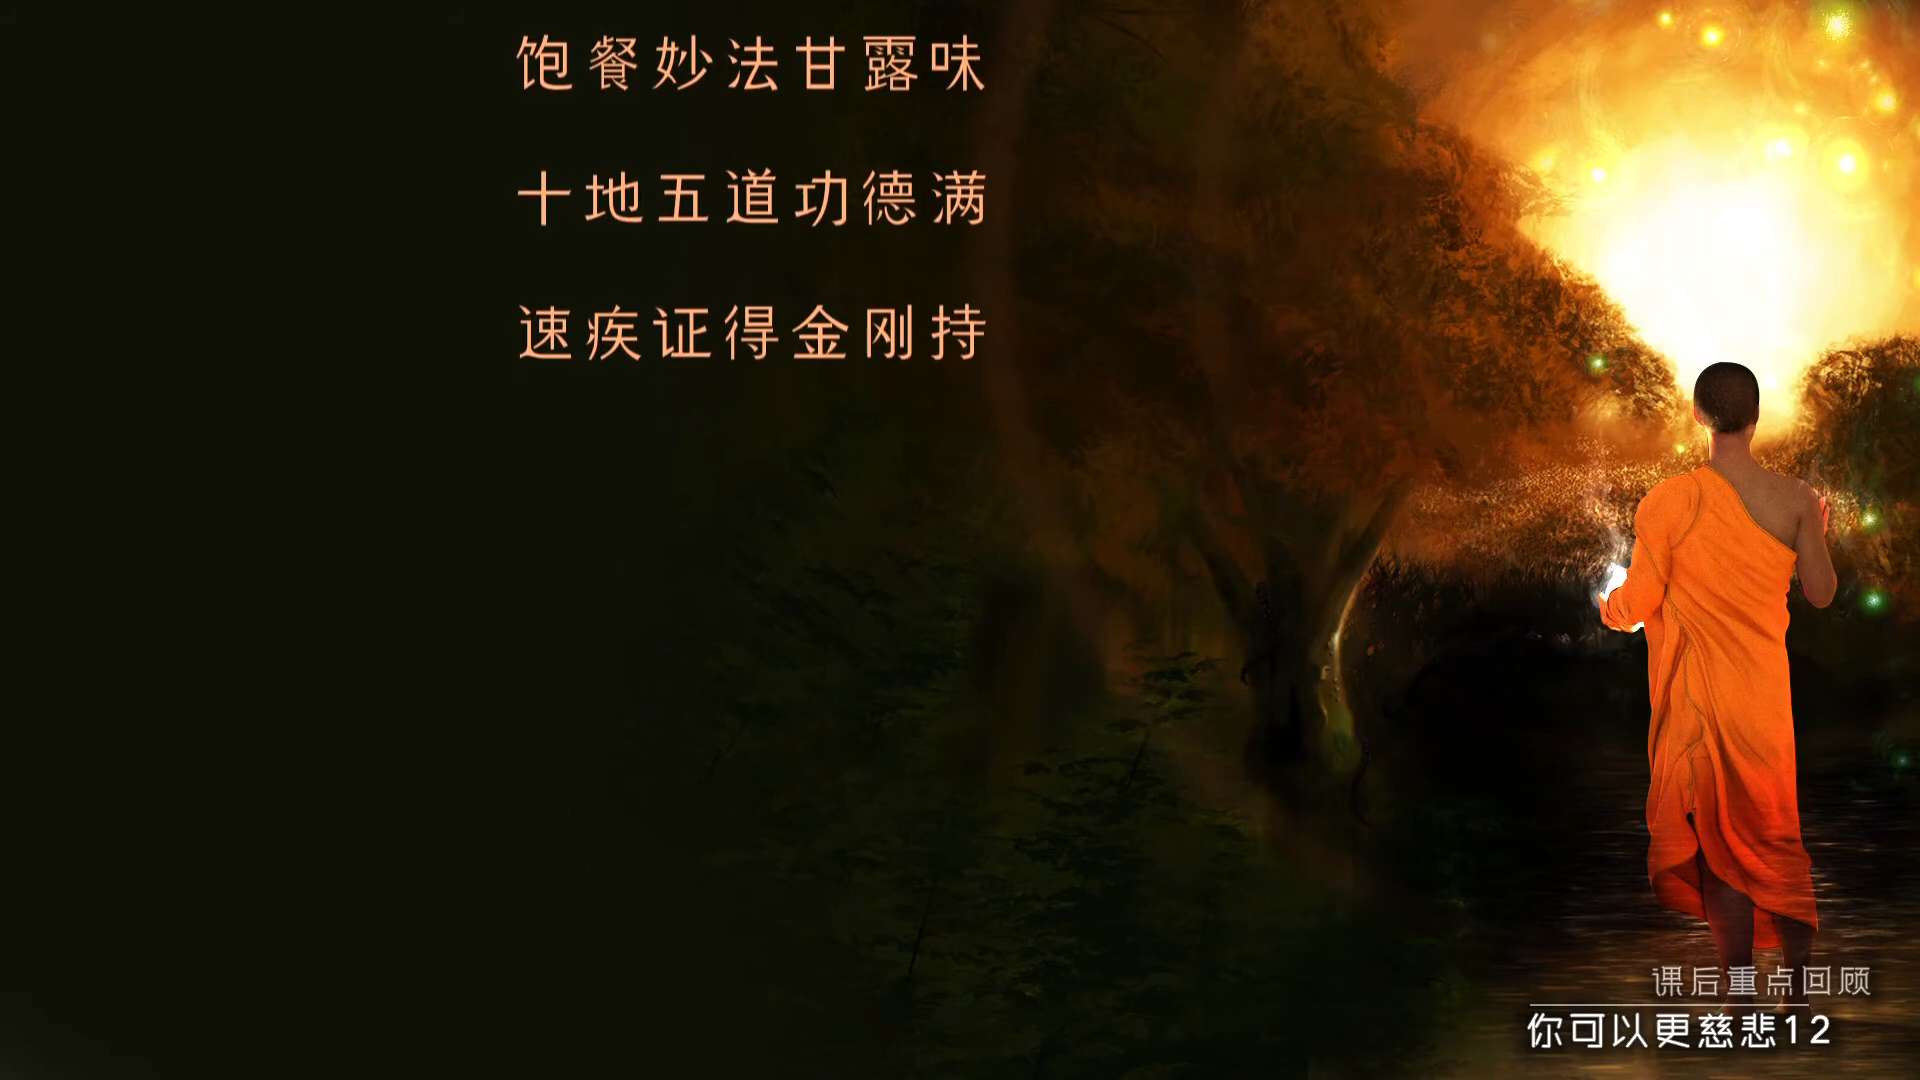 饱餐妙法甘露味
十地五道功德满
速疾证得金刚持
课后重点回顾
你可以更慈悲12